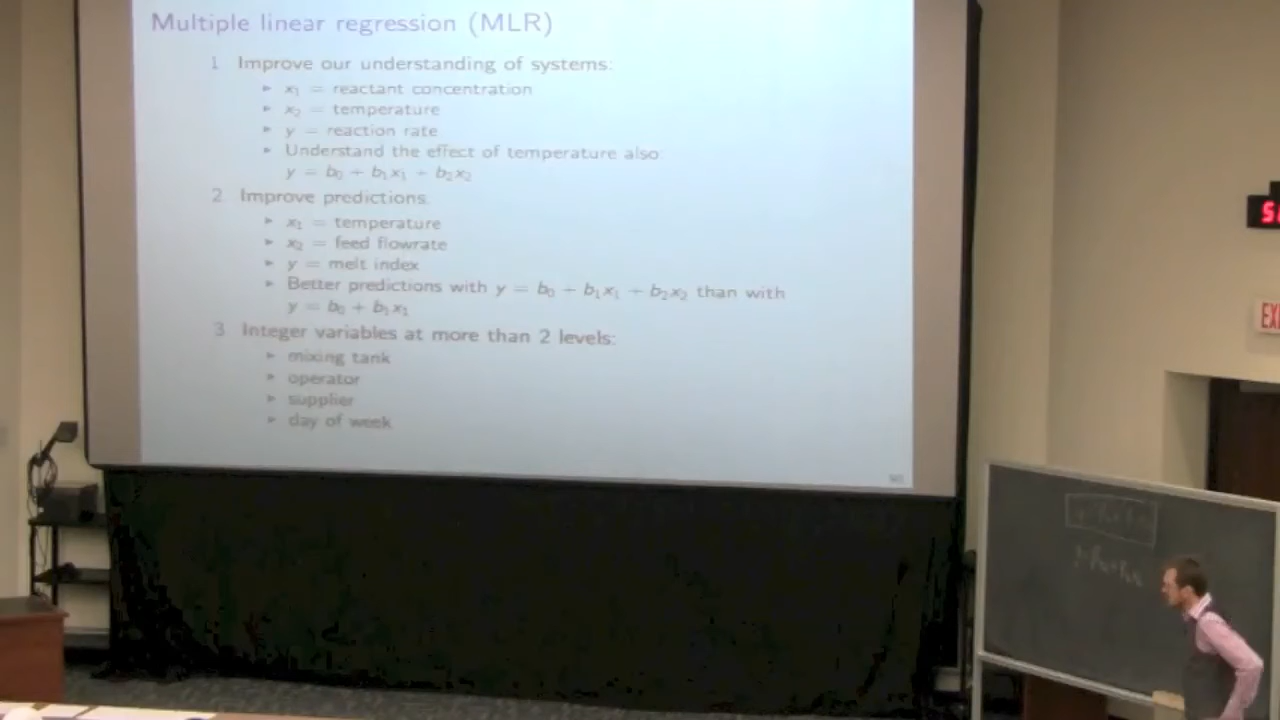 Multiple linear regression (MLR)
1 Improve our understanding of systems:
► x₁ = reactant concentration
► x₂ = temperature
► y = reaction rate
► Understand the effect of temperature also:
y = b₀ + b₁x₁ + b₂x₂
2 Improve predictions.
► x₁ = temperature
► x₂ = feed flowrate
► y = melt index
► Better predictions with y = b₀ + b₁x₁ + b₂x₂ than with
y = b₀ + b₁x₁
3 Integer variables at more than 2 levels:
► mixing tank
► operator
► supplier
► day of week